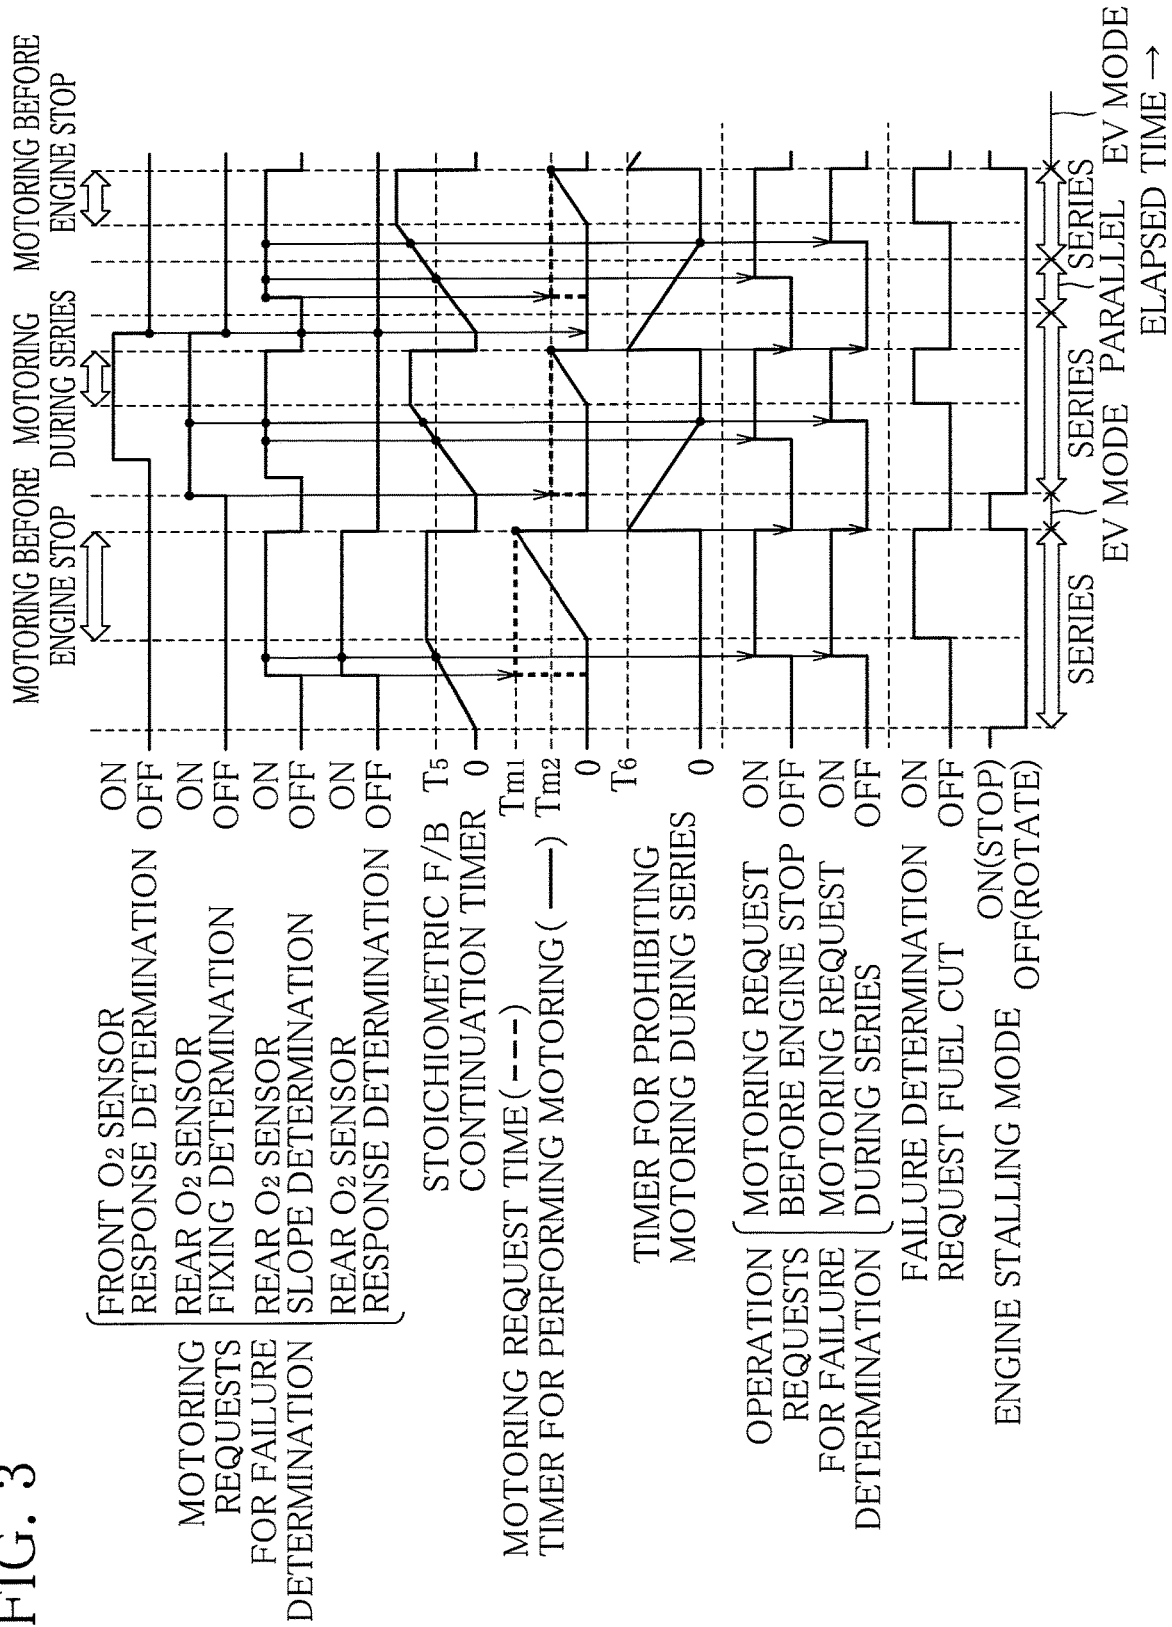 FIG. 3
MOTORING BEFORE
ENGINE STOP
MOTORING
DURING SERIES
MOTORING BEFORE
ENGINE STOP
MOTORING
REQUESTS
FOR FAILURE
DETERMINATION
FRONT O2 SENSOR
RESPONSE DETERMINATION
ON
OFF
REAR O2 SENSOR
FIXING DETERMINATION
ON
OFF
REAR O2 SENSOR
SLOPE DETERMINATION
ON
OFF
REAR O2 SENSOR
RESPONSE DETERMINATION
ON
OFF
STOICHIOMETRIC F/B
CONTINUATION TIMER
T5
0
MOTORING REQUEST TIME(---)
TIMER FOR PERFORMING MOTORING(—)
Tm1
Tm2
0
TIMER FOR PROHIBITING
MOTORING DURING SERIES
T6
0
OPERATION
REQUESTS
FOR FAILURE
DETERMINATION
MOTORING REQUEST
BEFORE ENGINE STOP
ON
OFF
MOTORING REQUEST
DURING SERIES
ON
OFF
FAILURE DETERMINATION
REQUEST FUEL CUT
ON
OFF
ENGINE STALLING MODE
ON(STOP)
OFF(ROTATE)
SERIES
EV MODE
SERIES
PARALLEL
SERIES
EV MODE
ELAPSED TIME →